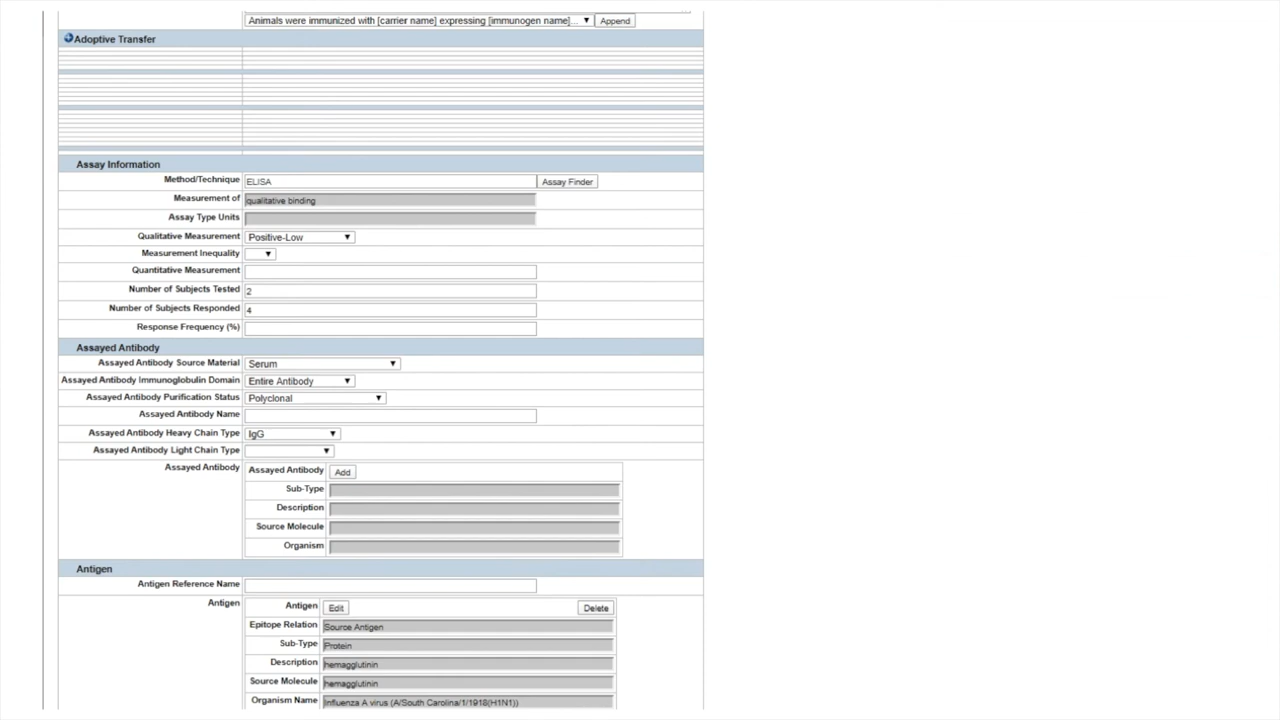 Animals were immunized with [carrier name] expressing [immunogen name]... Append
Adoptive Transfer
Assay Information
Method/Technique ELISA Assay Finder
Measurement of qualitative binding
Assay Type Units
Qualitative Measurement Positive-Low
Measurement Inequality
Quantitative Measurement
Number of Subjects Tested 2
Number of Subjects Responded 4
Response Frequency (%)
Assayed Antibody
Assayed Antibody Source Material Serum
Assayed Antibody Immunoglobulin Domain Entire Antibody
Assayed Antibody Purification Status Polyclonal
Assayed Antibody Name
Assayed Antibody Heavy Chain Type IgG
Assayed Antibody Light Chain Type
Assayed Antibody Assayed Antibody Add
Sub-Type
Description
Source Molecule
Organism
Antigen
Antigen Reference Name
Antigen Antigen Edit Delete
Epitope Relation Source Antigen
Sub-Type Protein
Description hemagglutinin
Source Molecule hemagglutinin
Organism Name Influenza A virus (A/South Carolina/1/1918(H1N1))